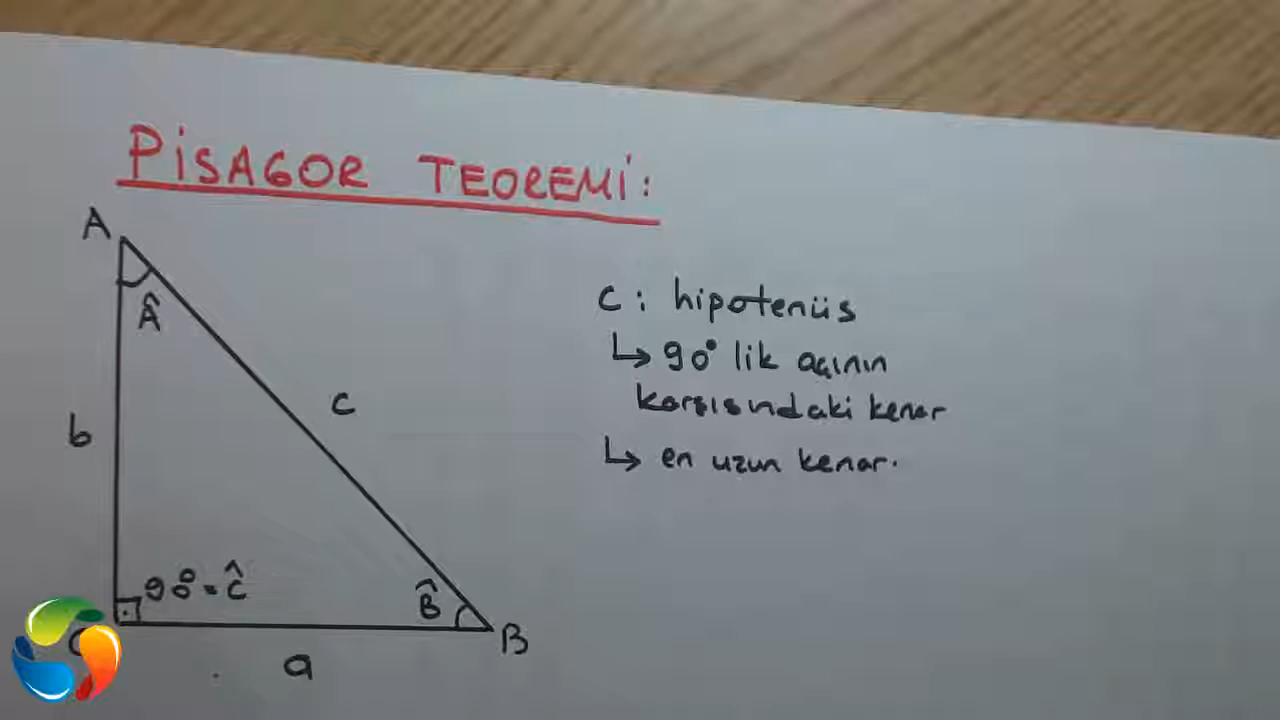 PİSAGOR TEOREMİ:
A
Â
c : hipotenüs
↳ 90° lik açının
karşısındaki kenar
c
b
↳ en uzun kenar.
90° = Ĉ
B̂
B
a